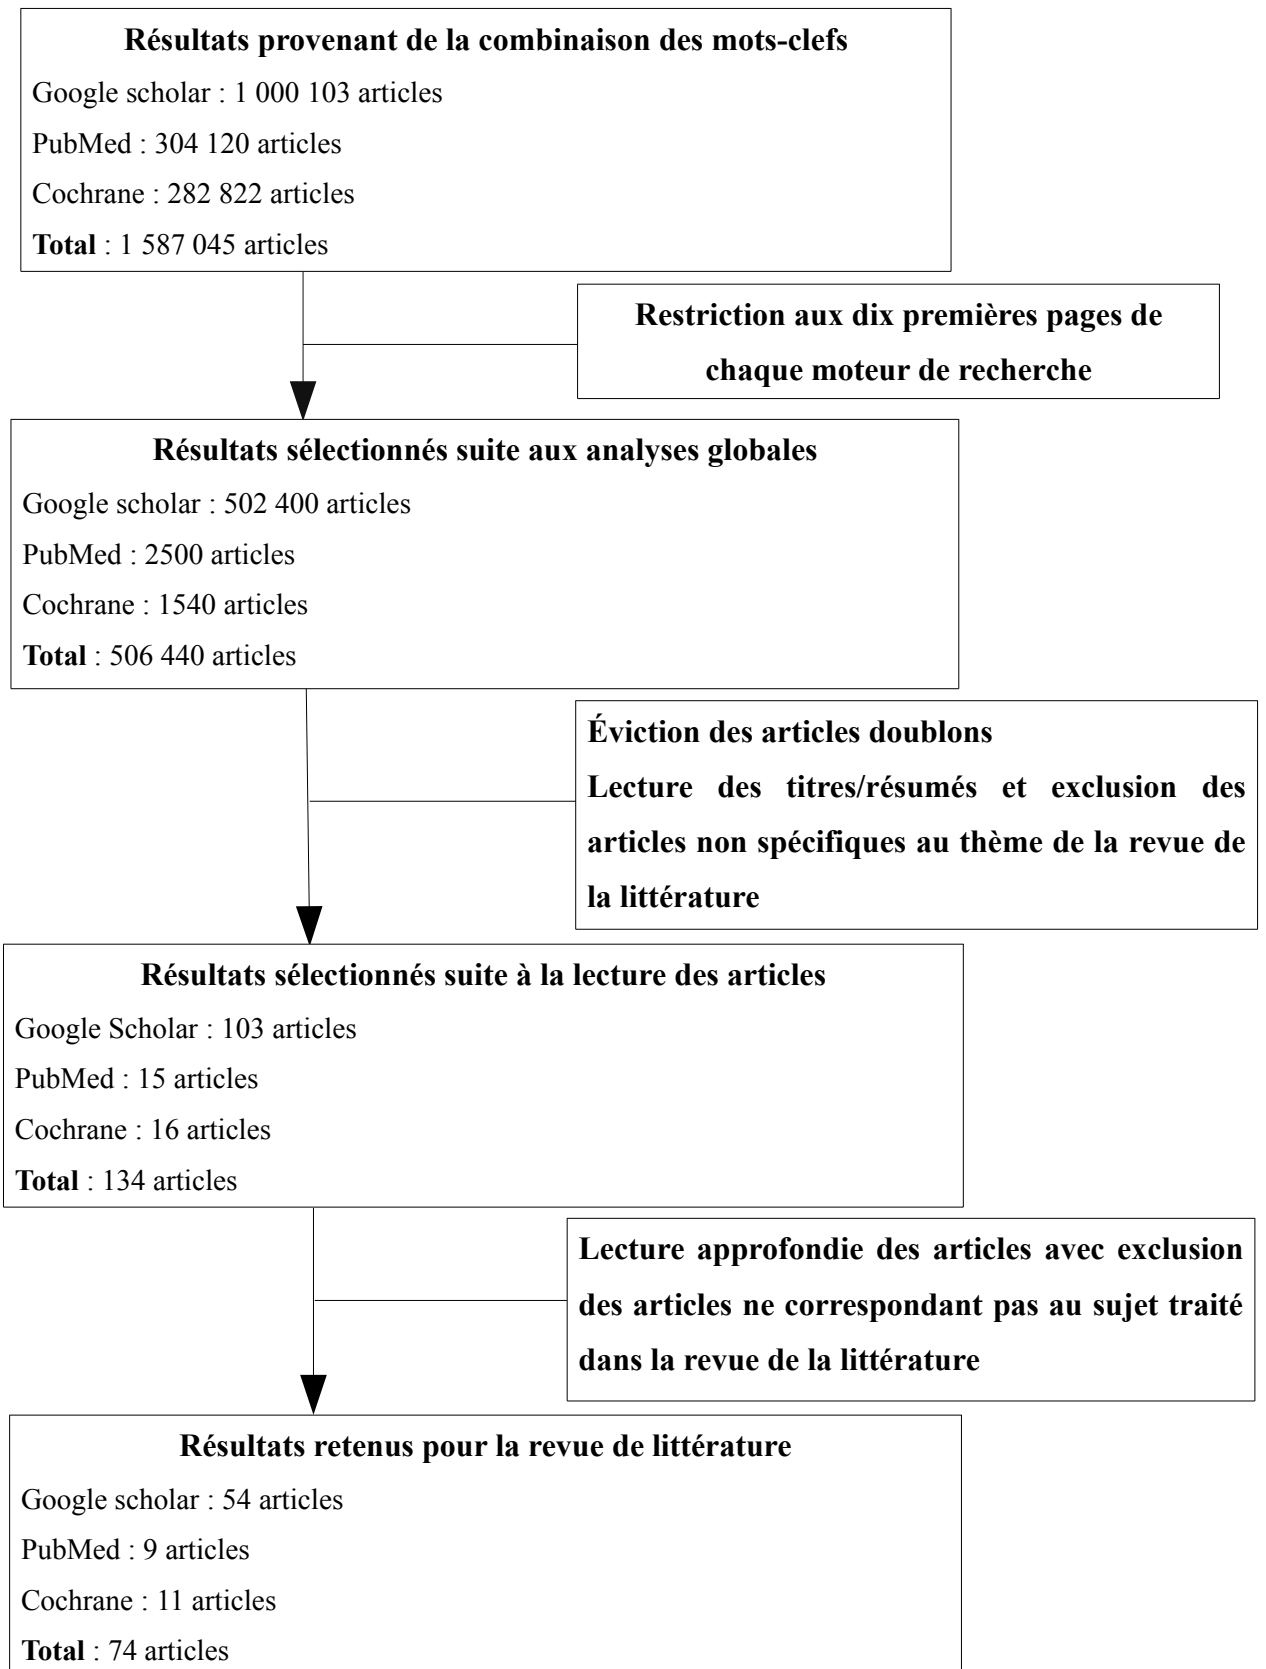 Résultats provenant de la combinaison des mots-clefs
Google scholar : 1 000 103 articles
PubMed : 304 120 articles
Cochrane : 282 822 articles
Total : 1 587 045 articles
Restriction aux dix premières pages de
chaque moteur de recherche
Résultats sélectionnés suite aux analyses globales
Google scholar : 502 400 articles
PubMed : 2500 articles
Cochrane : 1540 articles
Total : 506 440 articles
Éviction des articles doublons
Lecture des titres/résumés et exclusion des
articles non spécifiques au thème de la revue de
la littérature
Résultats sélectionnés suite à la lecture des articles
Google Scholar : 103 articles
PubMed : 15 articles
Cochrane : 16 articles
Total : 134 articles
Lecture approfondie des articles avec exclusion
des articles ne correspondant pas au sujet traité
dans la revue de la littérature
Résultats retenus pour la revue de littérature
Google scholar : 54 articles
PubMed : 9 articles
Cochrane : 11 articles
Total : 74 articles